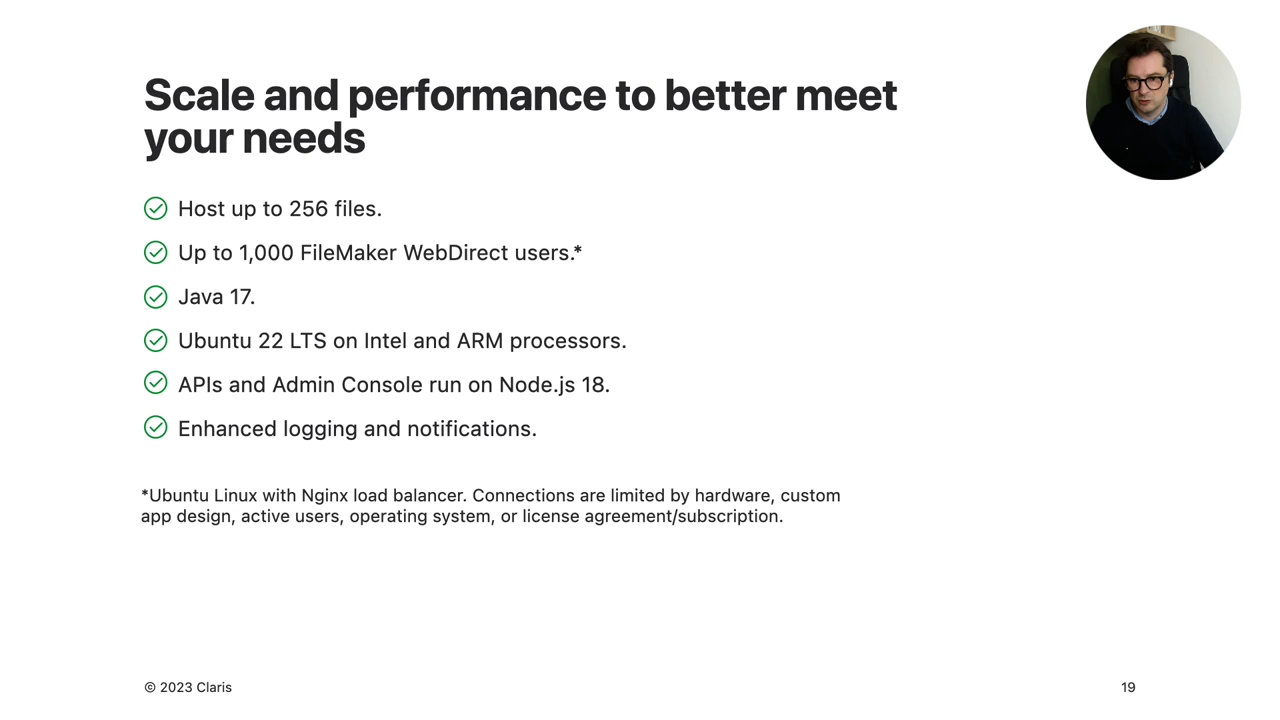 Scale and performance to better meet
your needs
Host up to 256 files.
Up to 1,000 FileMaker WebDirect users.*
Java 17.
Ubuntu 22 LTS on Intel and ARM processors.
APIs and Admin Console run on Node.js 18.
Enhanced logging and notifications.
*Ubuntu Linux with Nginx load balancer. Connections are limited by hardware, custom
app design, active users, operating system, or license agreement/subscription.
© 2023 Claris
19